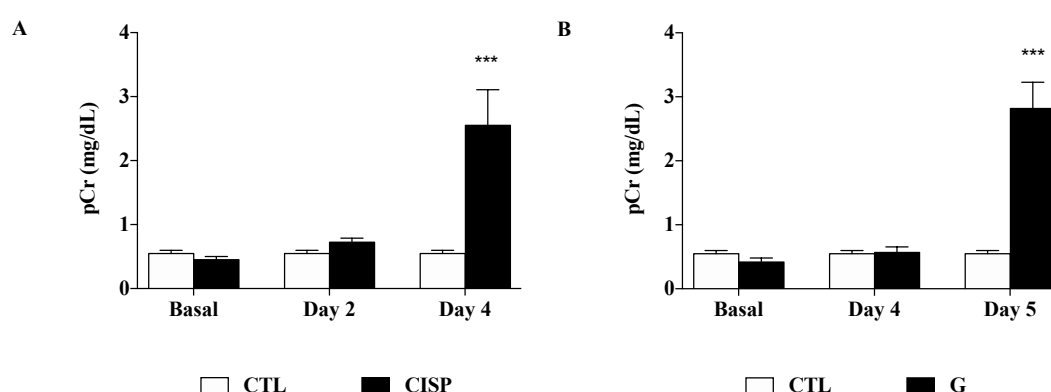 A
4
3
2
1
0
pCr (mg/dL)
***
Basal Day 2 Day 4
CTL CISP
B
4
3
2
1
0
pCr (mg/dL)
***
Basal Day 4 Day 5
CTL G